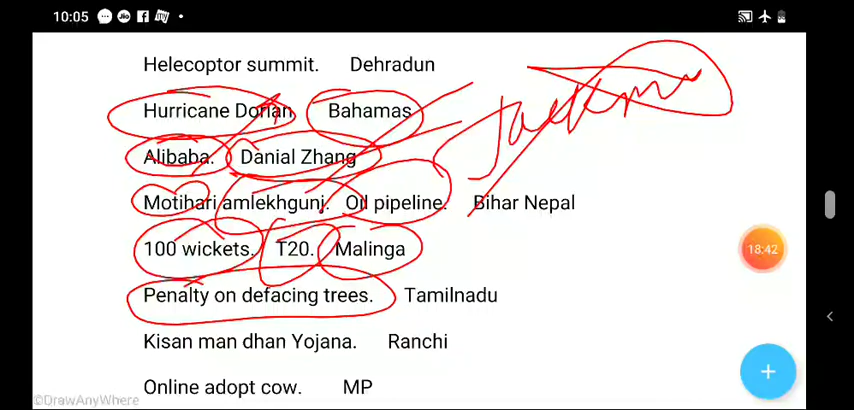 10:05
Helecoptor summit. Dehradun
Hurricane Dorian Bahamas
Alibaba. Danial Zhang
Motihari amlekhgunj. Oil pipeline. Bihar Nepal
100 wickets. T20. Malinga
18:42
Penalty on defacing trees. Tamilnadu
Kisan man dhan Yojana. Ranchi
Online adopt cow. MP
©DrawAnyWhere